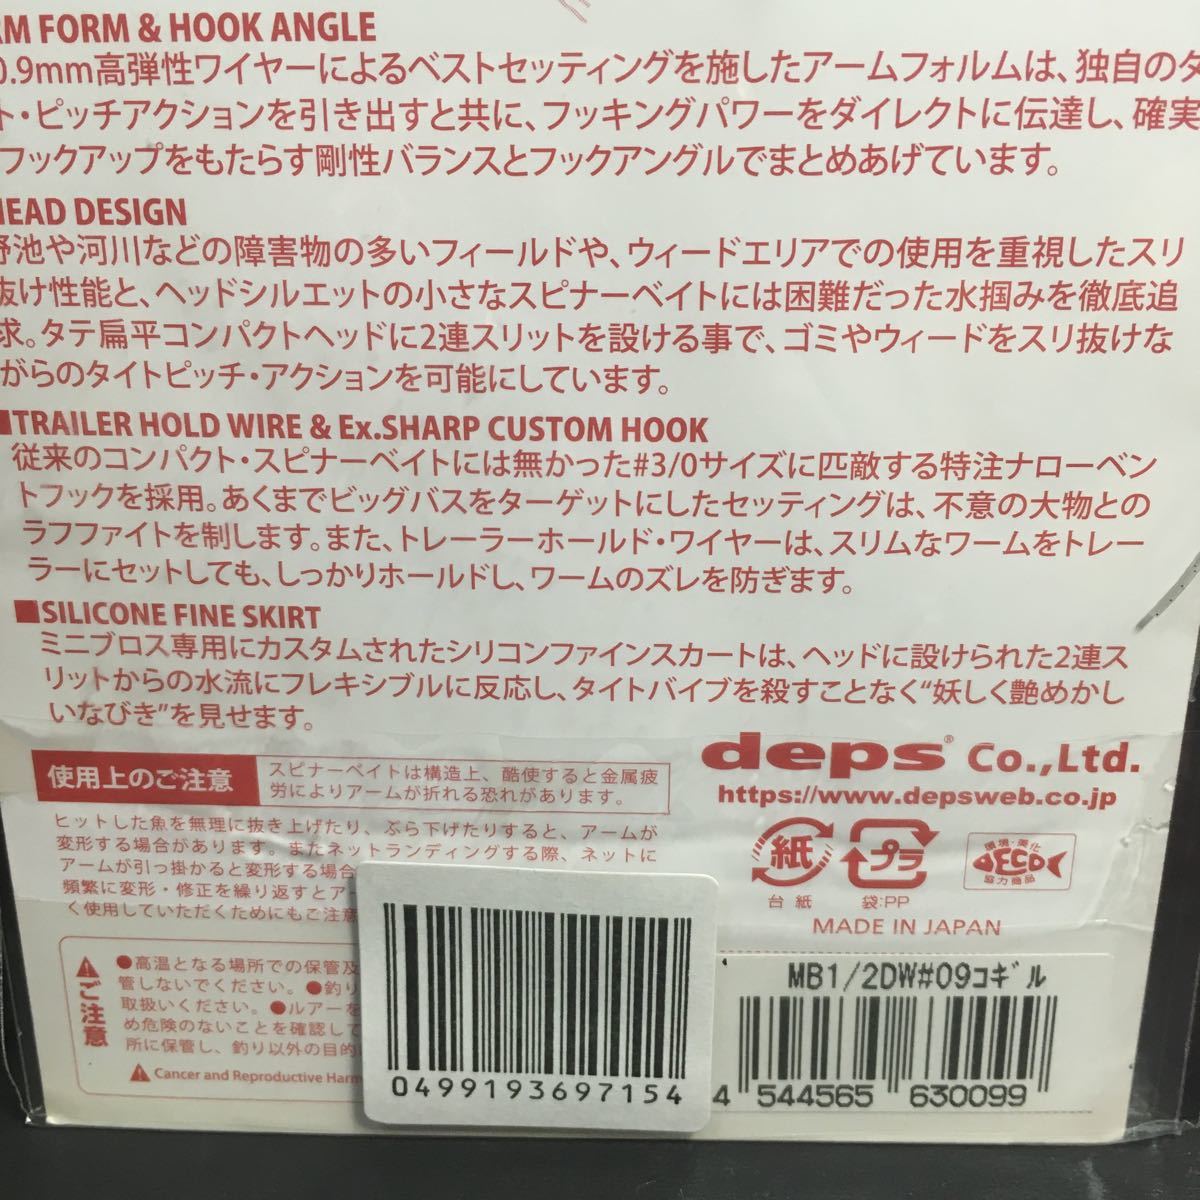 RM FORM & HOOK ANGLE
0.9mm高弾性ワイヤーによるベストセッティングを施したアームフォルムは、独自のタ
ト・ピッチアクションを引き出すと共に、フッキングパワーをダイレクトに伝達し、確実
フックアップをもたらす剛性バランスとフックアングルでまとめあげています。
HEAD DESIGN
野池や河川などの障害物の多いフィールドや、ウィードエリアでの使用を重視したスリ
抜け性能と、ヘッドシルエットの小さなスピナーベイトには困難だった水掴みを徹底追
求。タテ扁平コンパクトヘッドに2連スリットを設ける事で、ゴミやウィードをスリ抜けな
がらのタイトピッチ・アクションを可能にしています。
■TRAILER HOLD WIRE & Ex.SHARP CUSTOM HOOK
従来のコンパクト・スピナーベイトには無かった#3/0サイズに匹敵する特注ナローベン
トフックを採用。あくまでビッグバスをターゲットにしたセッティングは、不意の大物との
ラフファイトを制します。また、トレーラーホールド・ワイヤーは、スリムなワームをトレー
ラーにセットしても、しっかりホールドし、ワームのズレを防ぎます。
■SILICONE FINE SKIRT
ミニブロス専用にカスタムされたシリコンファインスカートは、ヘッドに設けられた2連ス
リットからの水流にフレキシブルに反応し、タイトバイブを殺すことなく“妖しく艶めかし
いなびき”を見せます。
使用上のご注意
スピナーベイトは構造上、酷使すると金属疲
労によりアームが折れる恐れがあります。
ヒットした魚を無理に抜き上げたり、ぶら下げたりすると、アームが
変形する場合があります。またネットランディングする際、ネットに
アームが引っ掛かると変形する場合
頻繁に変形・修正を繰り返すとア
く使用していただくためにもご注意
deps® Co.,Ltd.
https://www.depsweb.co.jp
紙
台紙
プラ
袋:PP
環境・美化
ECO
協力商品
MADE IN JAPAN
ご注意
●高温となる場所での保管及
管しないでください。●釣り
取扱いください。●ルアーを
め危険のないことを確認して
所に保管し、釣り以外の目的に
Cancer and Reproductive Harm
0499193697154
MB1/2DW#09コギル
4 544565 630099